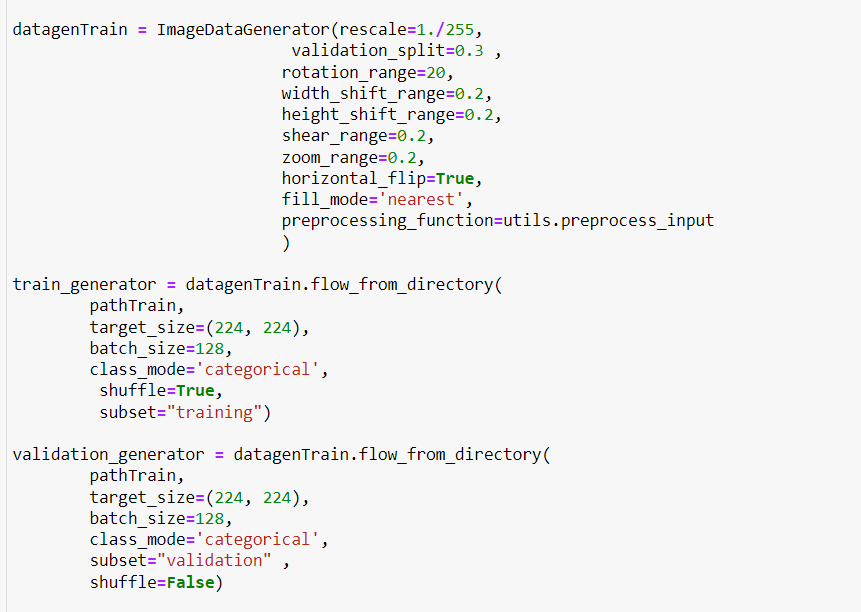 datagenTrain = ImageDataGenerator(rescale=1./255,
validation_split=0.3 ,
rotation_range=20,
width_shift_range=0.2,
height_shift_range=0.2,
shear_range=0.2,
zoom_range=0.2,
horizontal_flip=True,
fill_mode='nearest',
preprocessing_function=utils.preprocess_input
)
train_generator = datagenTrain.flow_from_directory(
pathTrain,
target_size=(224, 224),
batch_size=128,
class_mode='categorical',
shuffle=True,
subset="training")
validation_generator = datagenTrain.flow_from_directory(
pathTrain,
target_size=(224, 224),
batch_size=128,
class_mode='categorical',
subset="validation" ,
shuffle=False)